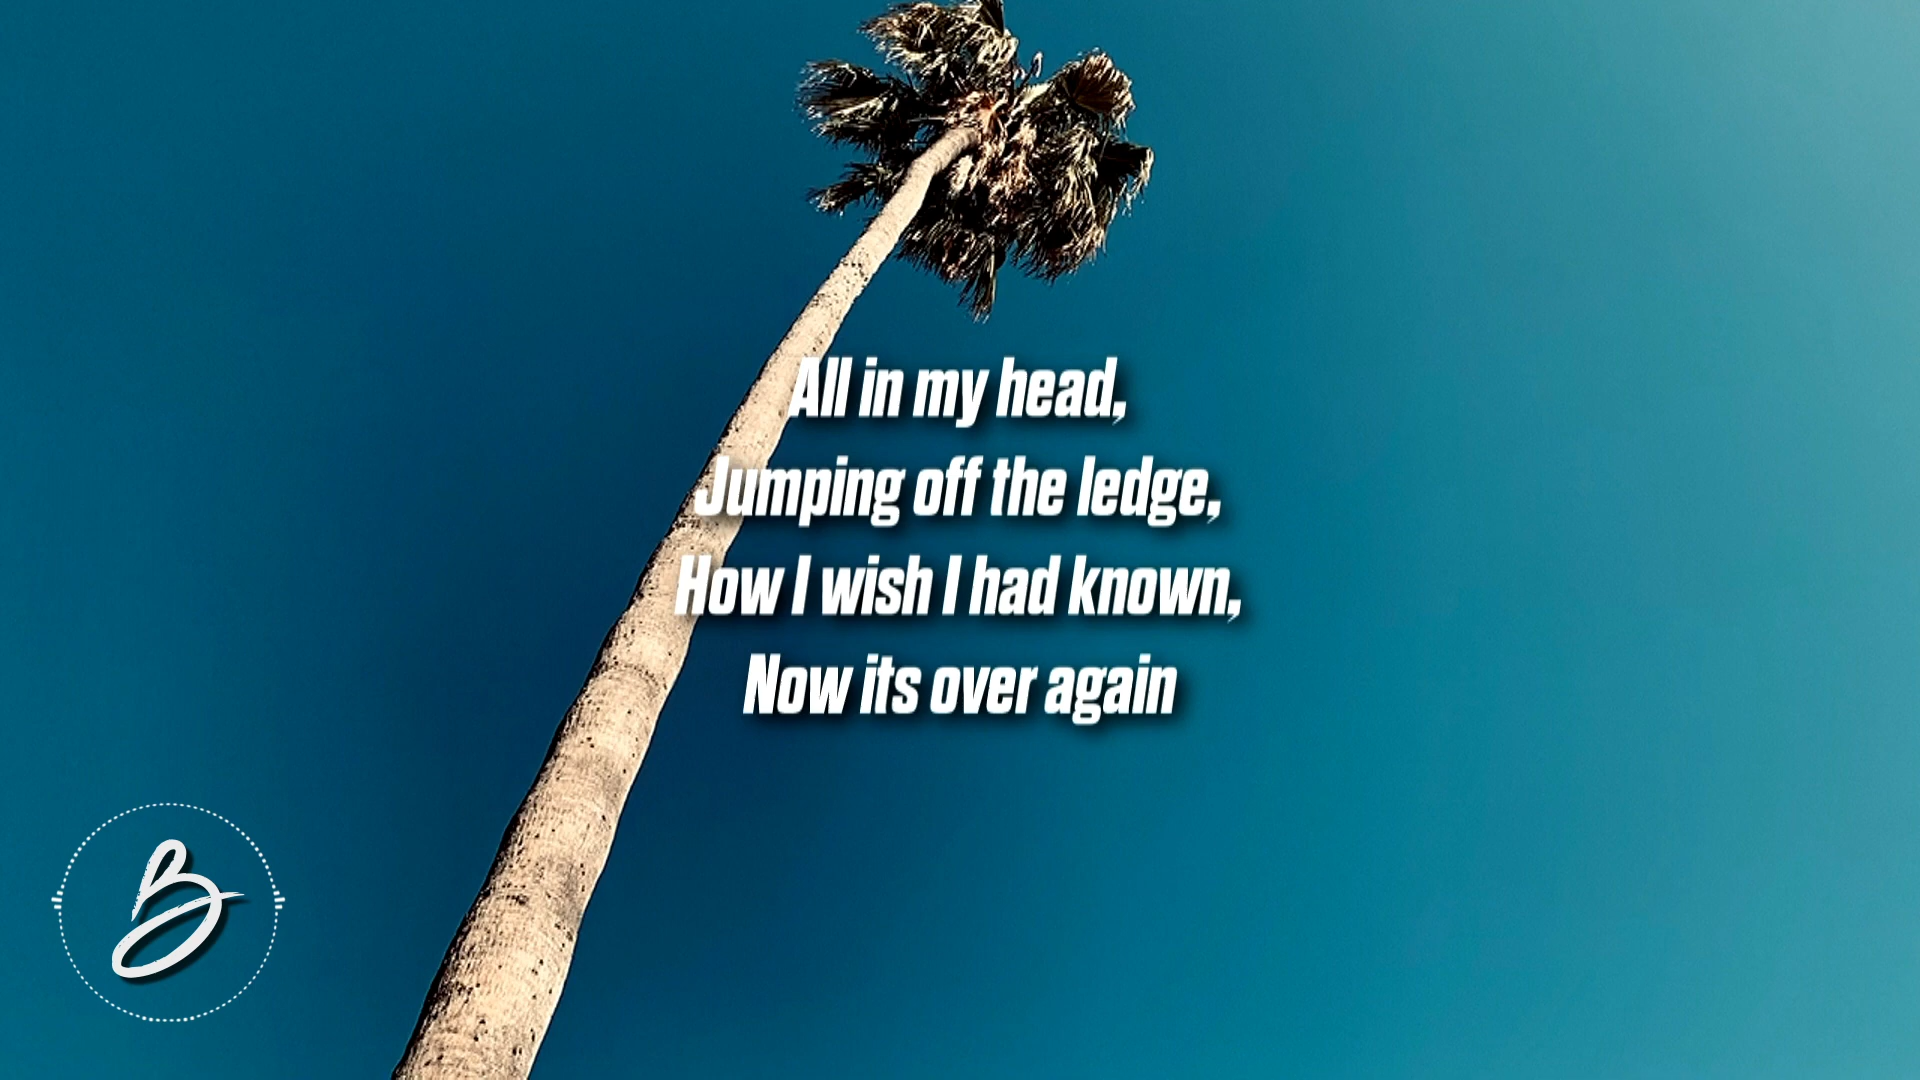 All in my head,
Jumping off the ledge,
How I wish I had known,
Now its over again
B